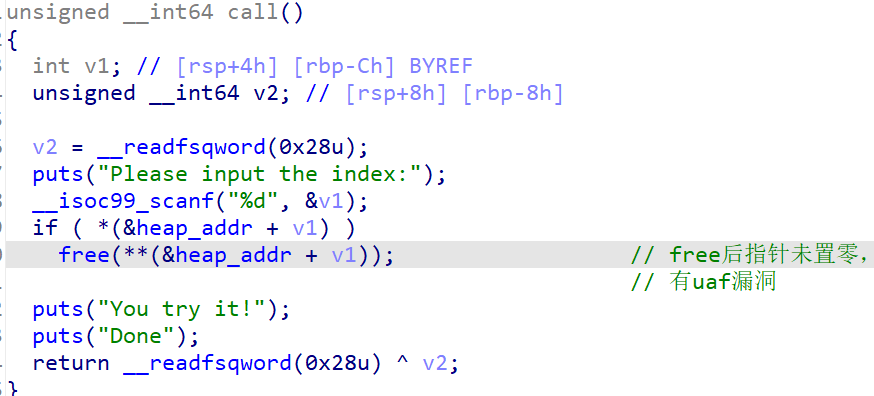 unsigned __int64 call()
{
int v1; // [rsp+4h] [rbp-Ch] BYREF
unsigned __int64 v2; // [rsp+8h] [rbp-8h]
v2 = __readfsqword(0x28u);
puts("Please input the index:");
__isoc99_scanf("%d", &v1);
if ( *(&heap_addr + v1) )
free(**(&heap_addr + v1)); // free后指针未置零，
// 有uaf漏洞
puts("You try it!");
puts("Done");
return __readfsqword(0x28u) ^ v2;
}